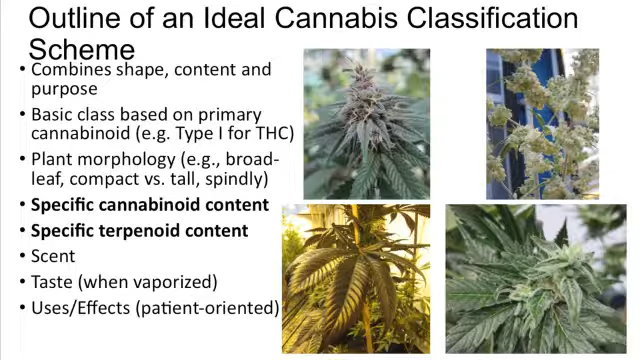 Outline of an Ideal Cannabis Classification
Scheme
• Combines shape, content and
purpose
• Basic class based on primary
cannabinoid (e.g. Type I for THC)
• Plant morphology (e.g., broad-
leaf, compact vs. tall, spindly)
• Specific cannabinoid content
• Specific terpenoid content
• Scent
• Taste (when vaporized)
• Uses/Effects (patient-oriented)